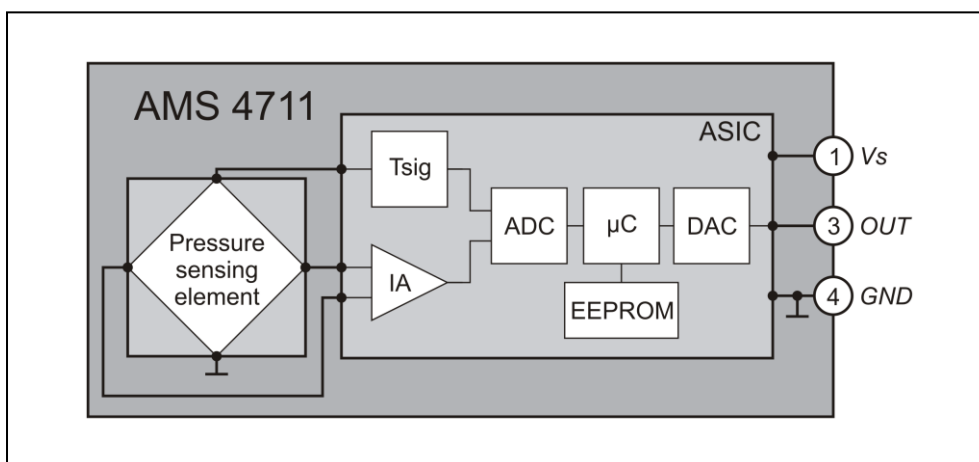 AMS 4711
ASIC
Tsig
Pressure
sensing
element
IA
ADC
µC
DAC
EEPROM
1 Vs
3 OUT
4 GND